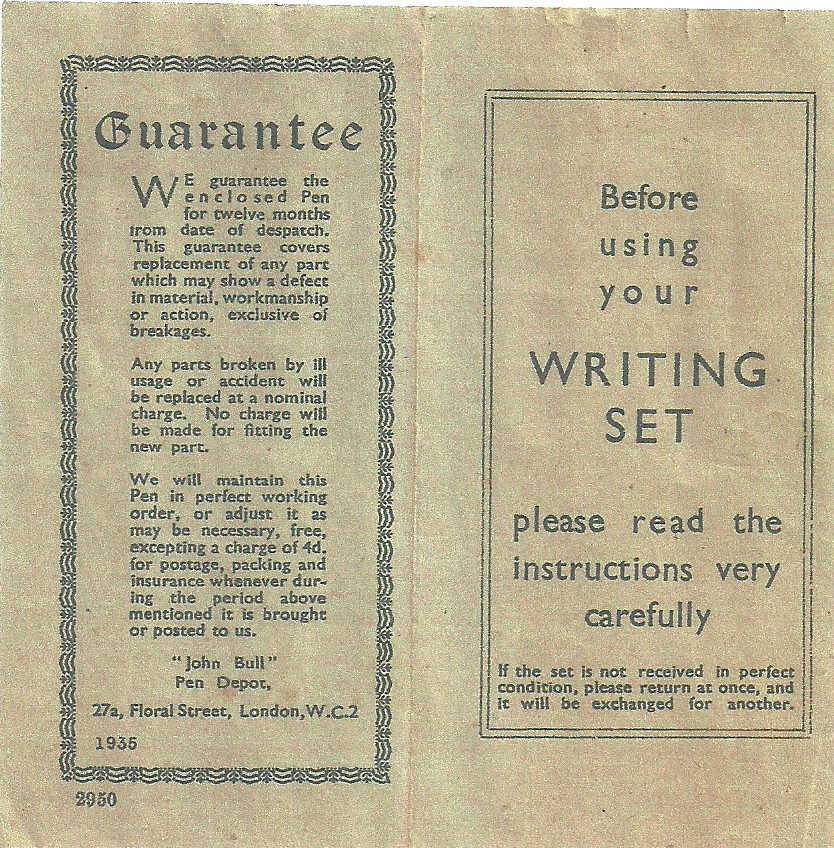 Guarantee
WE guarantee the
enclosed Pen
for twelve months
from date of despatch.
This guarantee covers
replacement of any part
which may show a defect
in material, workmanship
or action, exclusive of
breakages.
Any parts broken by ill
usage or accident will
be replaced at a nominal
charge. No charge will
be made for fitting the
new part.
We will maintain this
Pen in perfect working
order, or adjust it as
may be necessary, free,
excepting a charge of 4d.
for postage, packing and
insurance whenever dur-
ing the period above
mentioned it is brought
or posted to us.
"John Bull"
Pen Depot,
27a, Floral Street, London, W.C.2
1935
2950
Before
using
your
WRITING
SET
please read the
instructions very
carefully
If the set is not received in perfect
condition, please return at once, and
it will be exchanged for another.